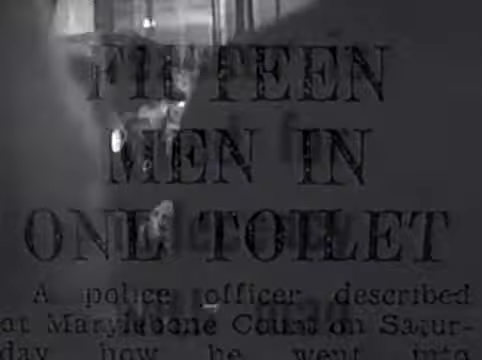 FIFTEEN
MEN IN
ONE TOILET
A police officer described
at Marylebone Court on Satur-
day how he went into